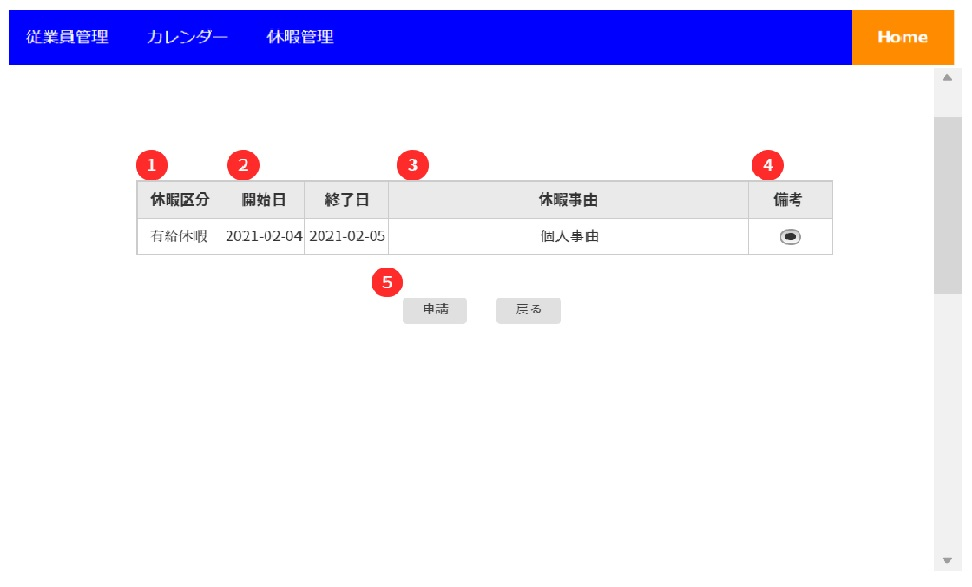 従業員管理 カレンダー 休暇管理 Home
1 2 3 4
休暇区分 開始日 終了日 休暇事由 備考
有給休暇 2021-02-04 2021-02-05 個人事由
5
申請 戻る